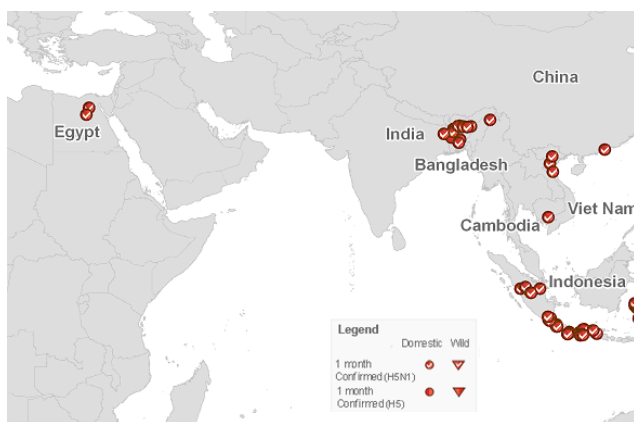 China
Egypt
India
Bangladesh
Viet Nam
Cambodia
Indonesia
Legend
Domestic Wild
1 month
Confirmed (H5N1)
1 month
Confirmed (H5)